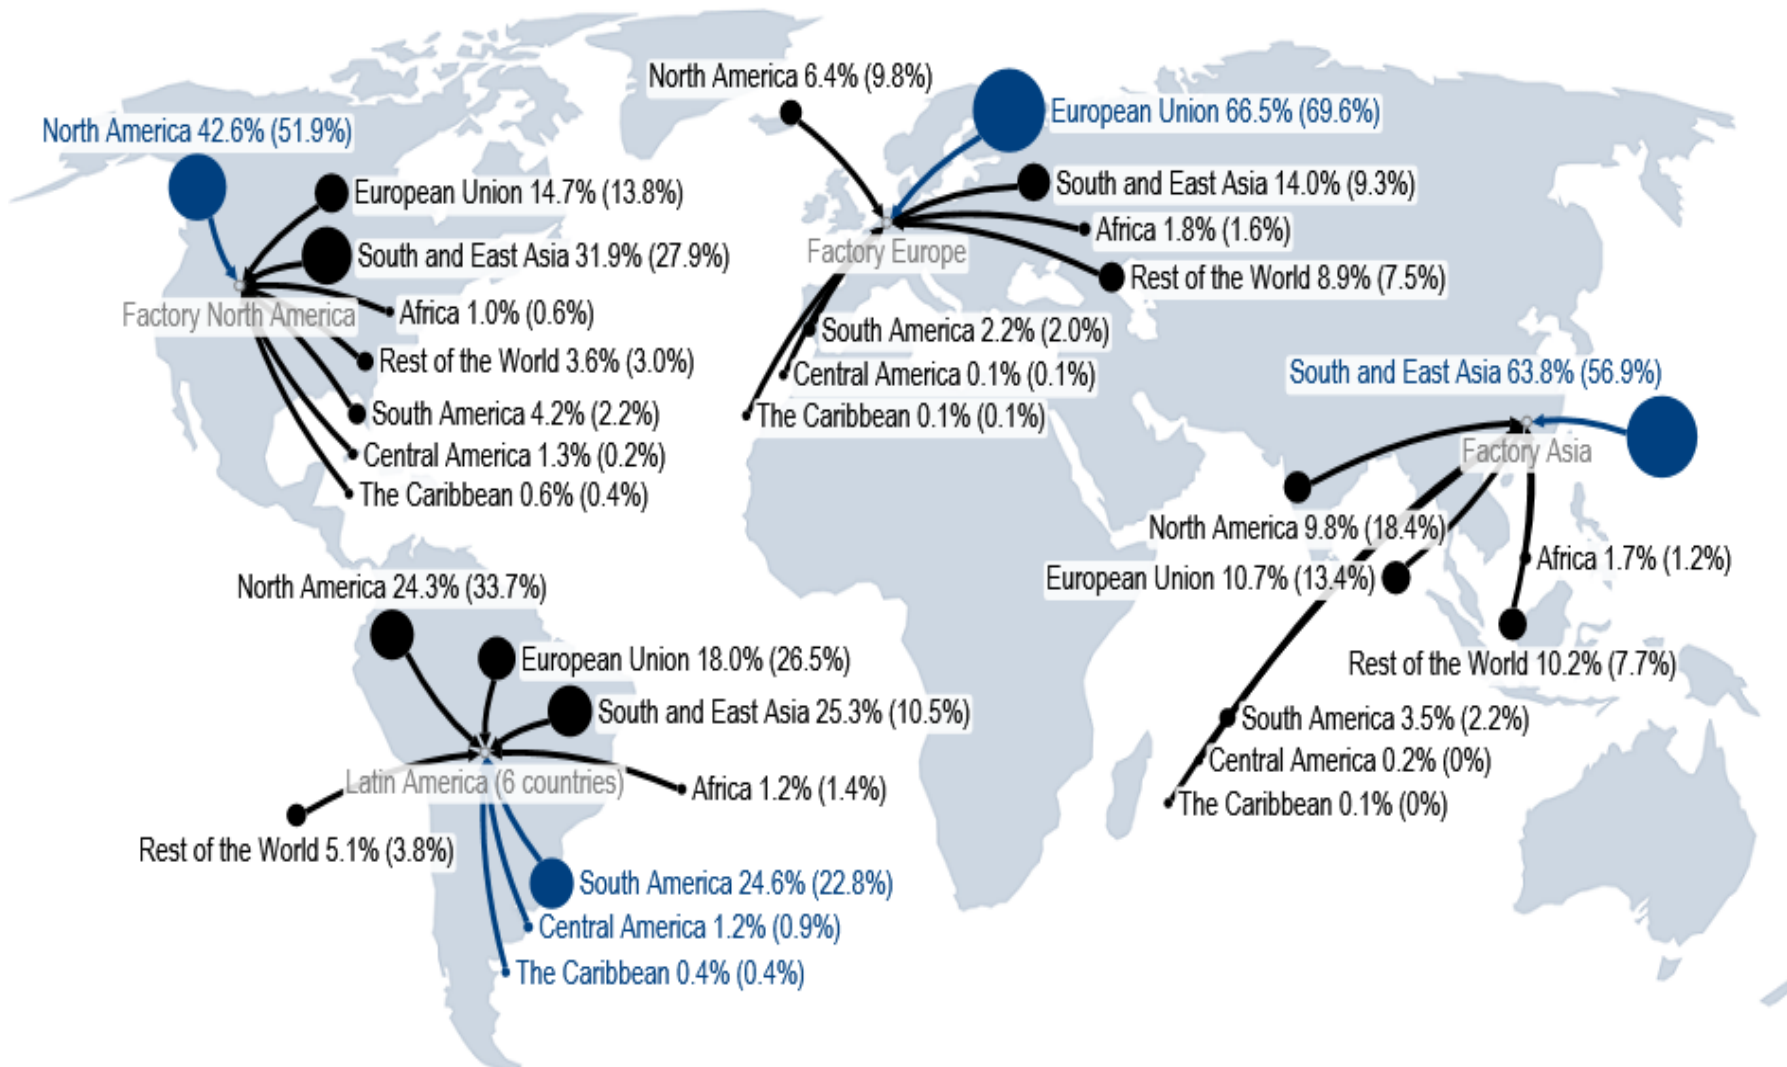 North America 6.4% (9.8%)
European Union 66.5% (69.6%)
South and East Asia 14.0% (9.3%)
Africa 1.8% (1.6%)
Factory Europe
Rest of the World 8.9% (7.5%)
South America 2.2% (2.0%)
Central America 0.1% (0.1%)
The Caribbean 0.1% (0.1%)
North America 42.6% (51.9%)
European Union 14.7% (13.8%)
South and East Asia 31.9% (27.9%)
Factory North America
Africa 1.0% (0.6%)
Rest of the World 3.6% (3.0%)
South America 4.2% (2.2%)
Central America 1.3% (0.2%)
The Caribbean 0.6% (0.4%)
South and East Asia 63.8% (56.9%)
Factory Asia
North America 9.8% (18.4%)
European Union 10.7% (13.4%)
Africa 1.7% (1.2%)
Rest of the World 10.2% (7.7%)
South America 3.5% (2.2%)
Central America 0.2% (0%)
The Caribbean 0.1% (0%)
North America 24.3% (33.7%)
European Union 18.0% (26.5%)
South and East Asia 25.3% (10.5%)
Latin America (6 countries)
Africa 1.2% (1.4%)
Rest of the World 5.1% (3.8%)
South America 24.6% (22.8%)
Central America 1.2% (0.9%)
The Caribbean 0.4% (0.4%)